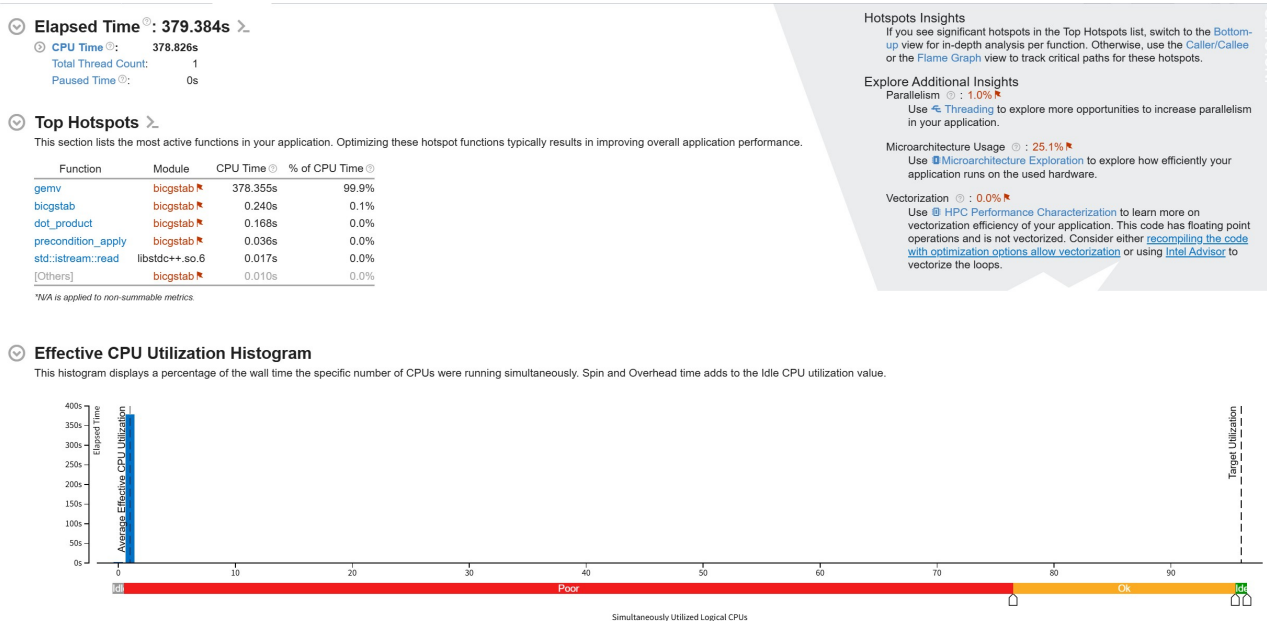 Elapsed Time: 379.384s
CPU Time: 378.826s
Total Thread Count: 1
Paused Time: 0s
Top Hotspots
This section lists the most active functions in your application. Optimizing these hotspot functions typically results in improving overall application performance.
Function Module CPU Time % of CPU Time
gemv bicgstab 378.355s 99.9%
bicgstab bicgstab 0.240s 0.1%
dot_product bicgstab 0.168s 0.0%
precondition_apply bicgstab 0.036s 0.0%
std::istream::read libstdc++.so.6 0.017s 0.0%
[Others] bicgstab 0.010s 0.0%
*N/A is applied to non-summable metrics.
Hotspots Insights
If you see significant hotspots in the Top Hotspots list, switch to the Bottom-
up view for in-depth analysis per function. Otherwise, use the Caller/Callee
or the Flame Graph view to track critical paths for these hotspots.
Explore Additional Insights
Parallelism : 1.0%
Use Threading to explore more opportunities to increase parallelism
in your application.
Microarchitecture Usage : 25.1%
Use Microarchitecture Exploration to explore how efficiently your
application runs on the used hardware.
Vectorization : 0.0%
Use HPC Performance Characterization to learn more on
vectorization efficiency of your application. This code has floating point
operations and is not vectorized. Consider either recompiling the code
with optimization options allow vectorization or using Intel Advisor to
vectorize the loops.
Effective CPU Utilization Histogram
This histogram displays a percentage of the wall time the specific number of CPUs were running simultaneously. Spin and Overhead time adds to the Idle CPU utilization value.
400s
350s
300s
250s
200s
150s
100s
50s
0s
Elapsed Time
Average Effective CPU Utilization
Target Utilization
0 10 20 30 40 50 60 70 80 90
Idl Poor Ok Ide
Simultaneously Utilized Logical CPUs